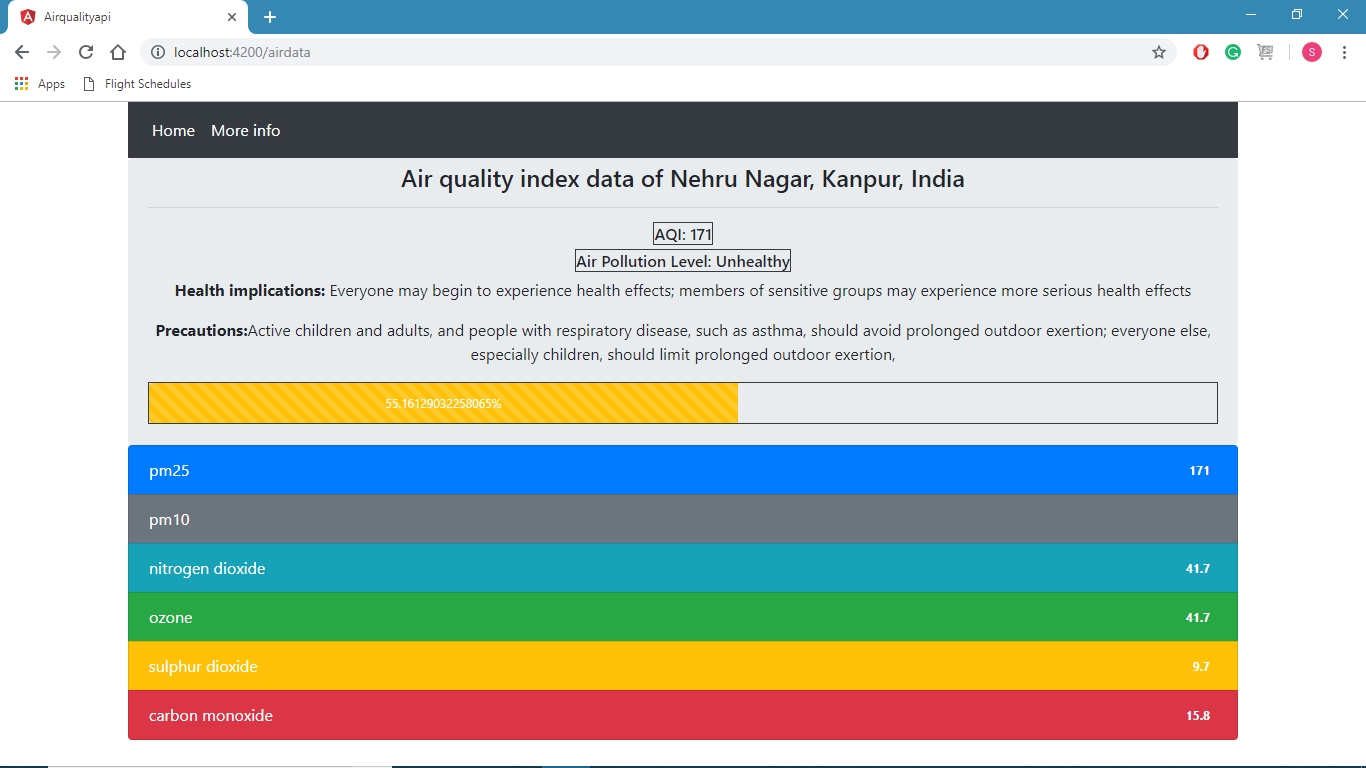 Airqualityapi
localhost:4200/airdata
Apps Flight Schedules
Home More info
Air quality index data of Nehru Nagar, Kanpur, India
AQI: 171
Air Pollution Level: Unhealthy
Health implications: Everyone may begin to experience health effects; members of sensitive groups may experience more serious health effects
Precautions:Active children and adults, and people with respiratory disease, such as asthma, should avoid prolonged outdoor exertion; everyone else,
especially children, should limit prolonged outdoor exertion,
55.16129032258065%
pm25 171
pm10
nitrogen dioxide 41.7
ozone 41.7
sulphur dioxide 9.7
carbon monoxide 15.8